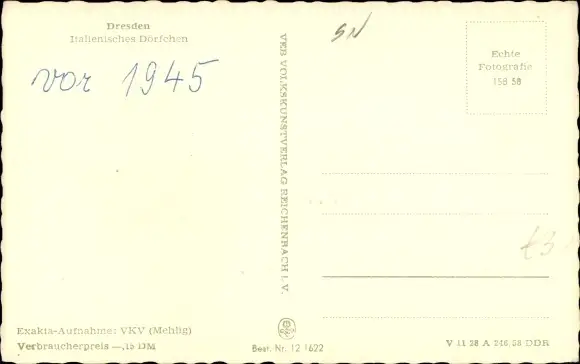 Dresden
Italienisches Dörfchen
vor 1945
SN
VEB VOLKSKUNSTVERLAG REICHENBACH I. V.
Echte
Fotografie
158 58
Exakta-Aufnahme: VKV (Mehlig)
Verbraucherpreis —,15 DM
Best. Nr. 12 1622
V 11 28 A 246/58 DDR